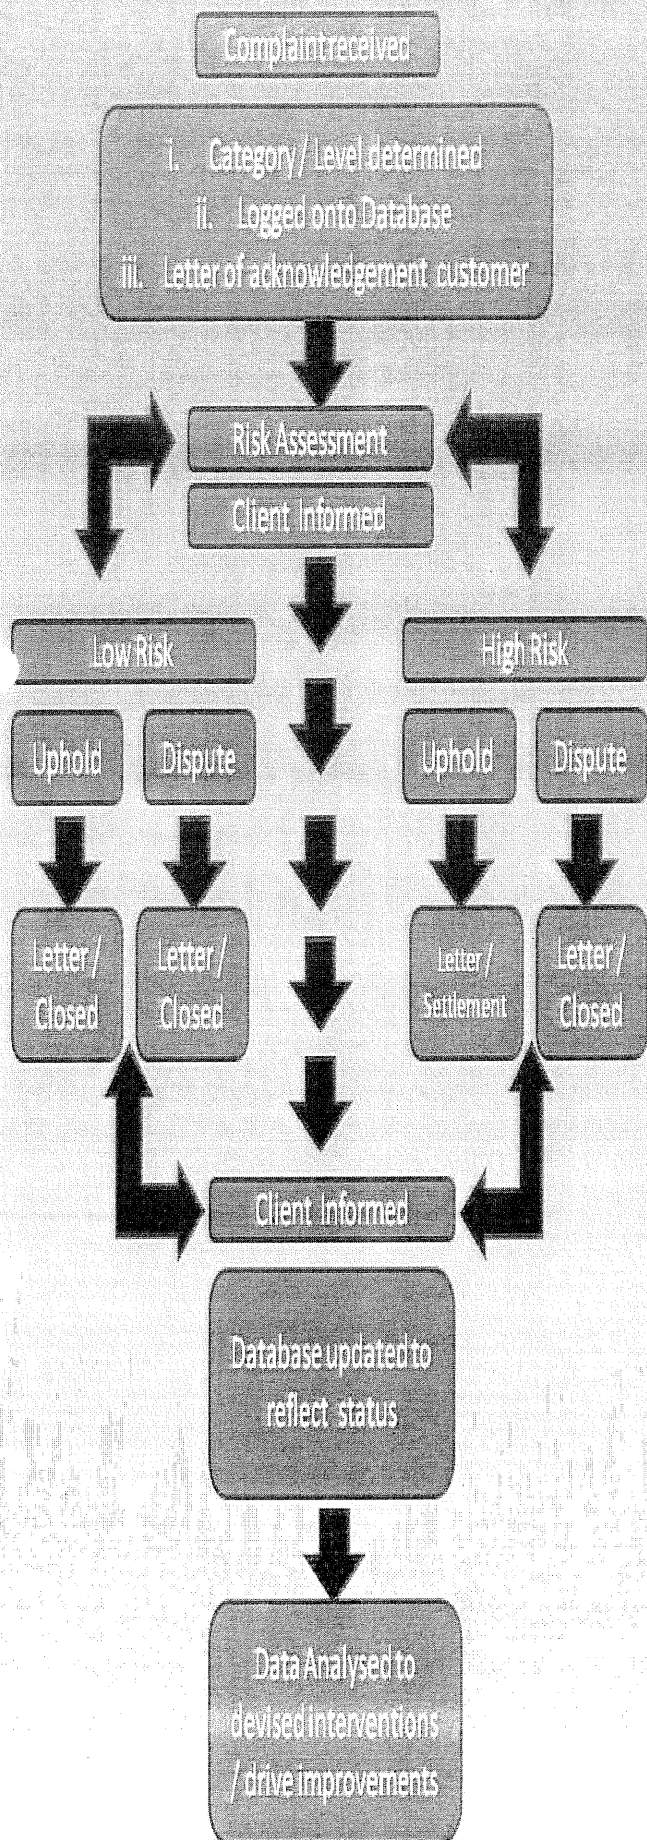 Complaint received
i. Category / Level determined
ii. Logged onto Database
iii. Letter of acknowledgement customer
Risk Assessment
Client Informed
Low Risk
High Risk
Uphold
Dispute
Uphold
Dispute
Letter /
Closed
Letter /
Closed
Letter /
Settlement
Letter /
Closed
Client Informed
Database updated to
reflect status
Data Analysed to
devised interventions
/ drive improvements